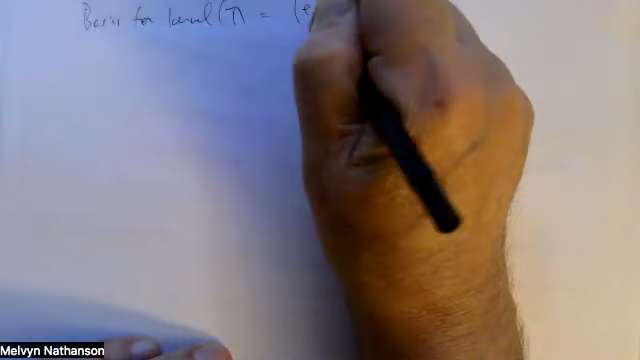 Basis for kernel(T) = (e
Melvyn Nathanson